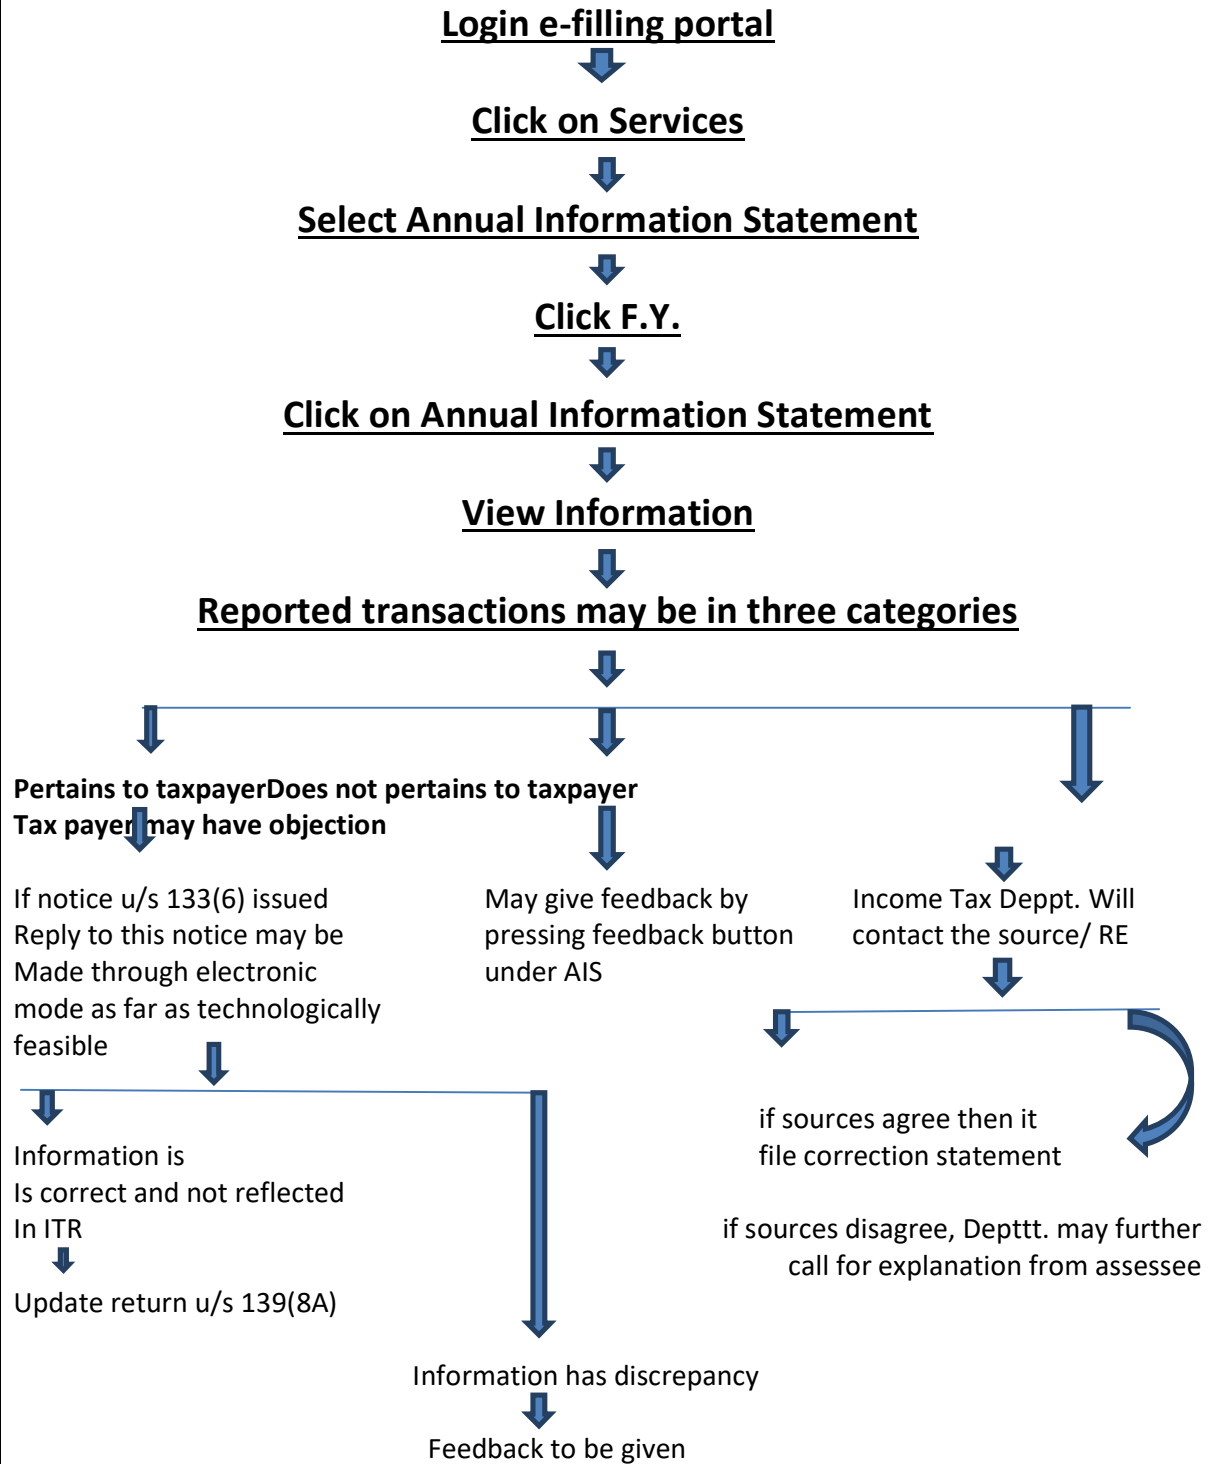 Login e-filling portal
Click on Services
Select Annual Information Statement
Click F.Y.
Click on Annual Information Statement
View Information
Reported transactions may be in three categories
Pertains to taxpayerDoes not pertains to taxpayer
Tax payer may have objection
If notice u/s 133(6) issued
Reply to this notice may be
Made through electronic
mode as far as technologically
feasible
May give feedback by
pressing feedback button
under AIS
Income Tax Deppt. Will
contact the source/ RE
if sources agree then it
file correction statement
if sources disagree, Depttt. may further
call for explanation from assessee
Information is
Is correct and not reflected
In ITR
Update return u/s 139(8A)
Information has discrepancy
Feedback to be given